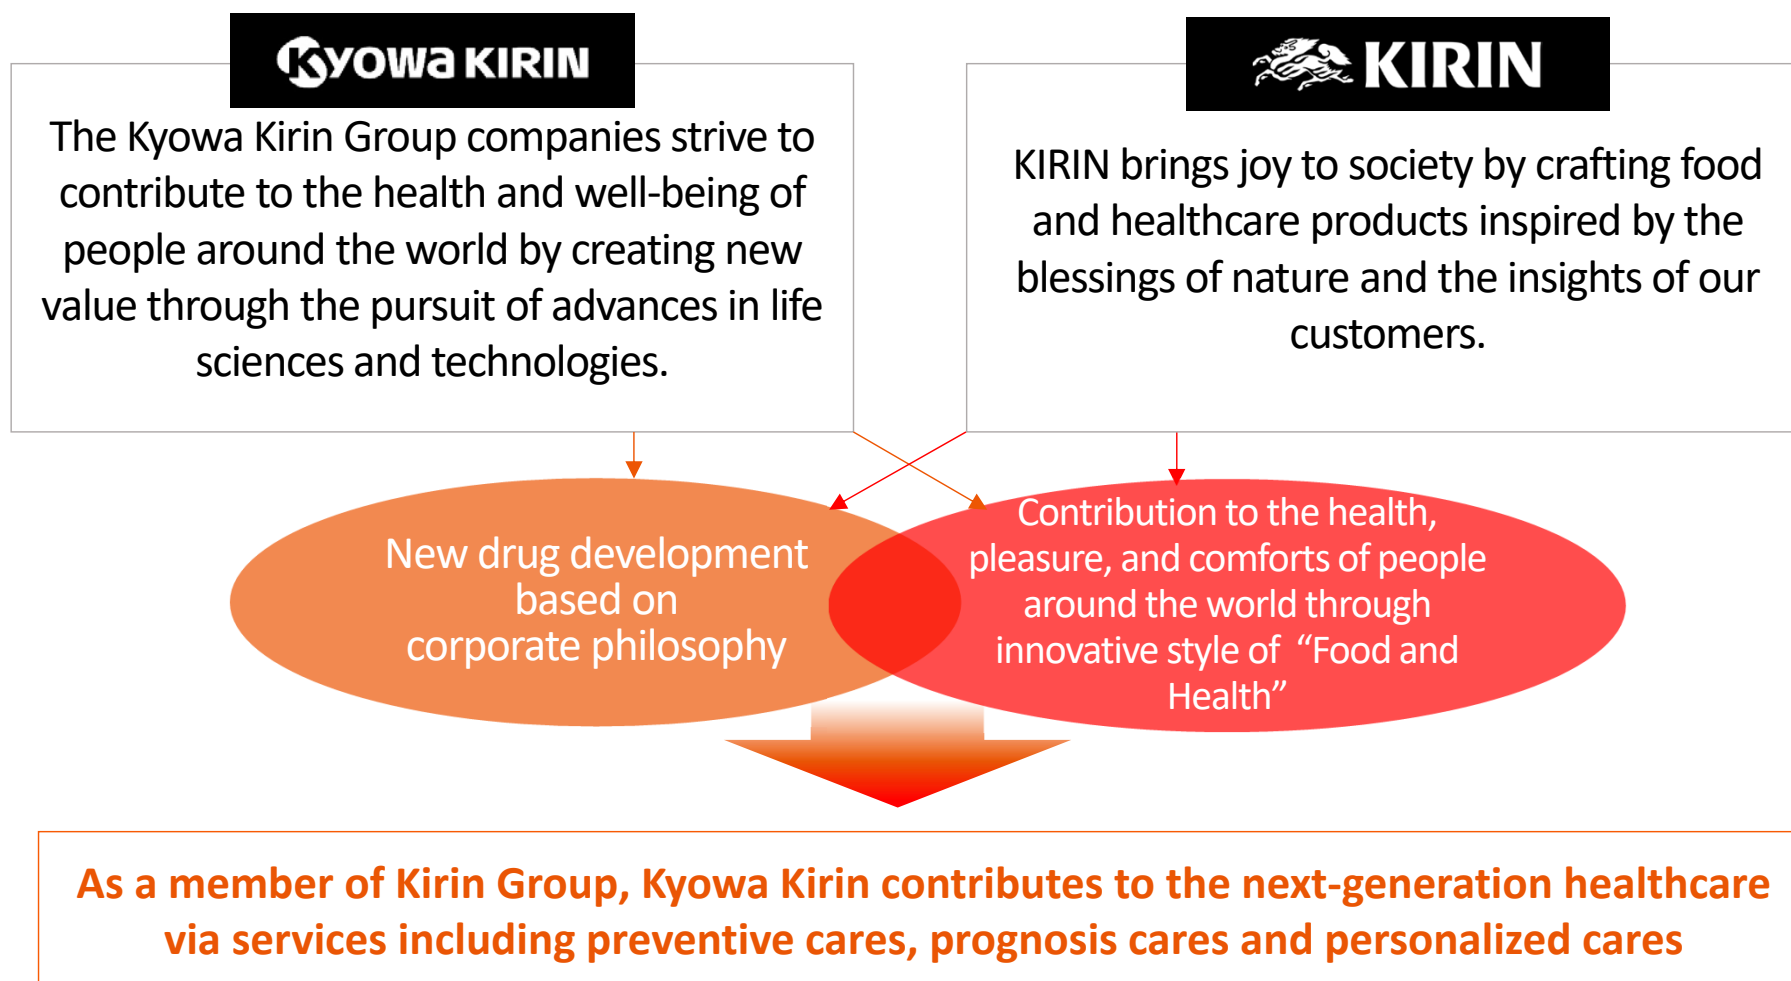 Kyowa KIRIN
The Kyowa Kirin Group companies strive to
contribute to the health and well-being of
people around the world by creating new
value through the pursuit of advances in life
sciences and technologies.
KIRIN
KIRIN brings joy to society by crafting food
and healthcare products inspired by the
blessings of nature and the insights of our
customers.
New drug development
based on
corporate philosophy
Contribution to the health,
pleasure, and comforts of people
around the world through
innovative style of “Food and
Health”
As a member of Kirin Group, Kyowa Kirin contributes to the next-generation healthcare
via services including preventive cares, prognosis cares and personalized cares